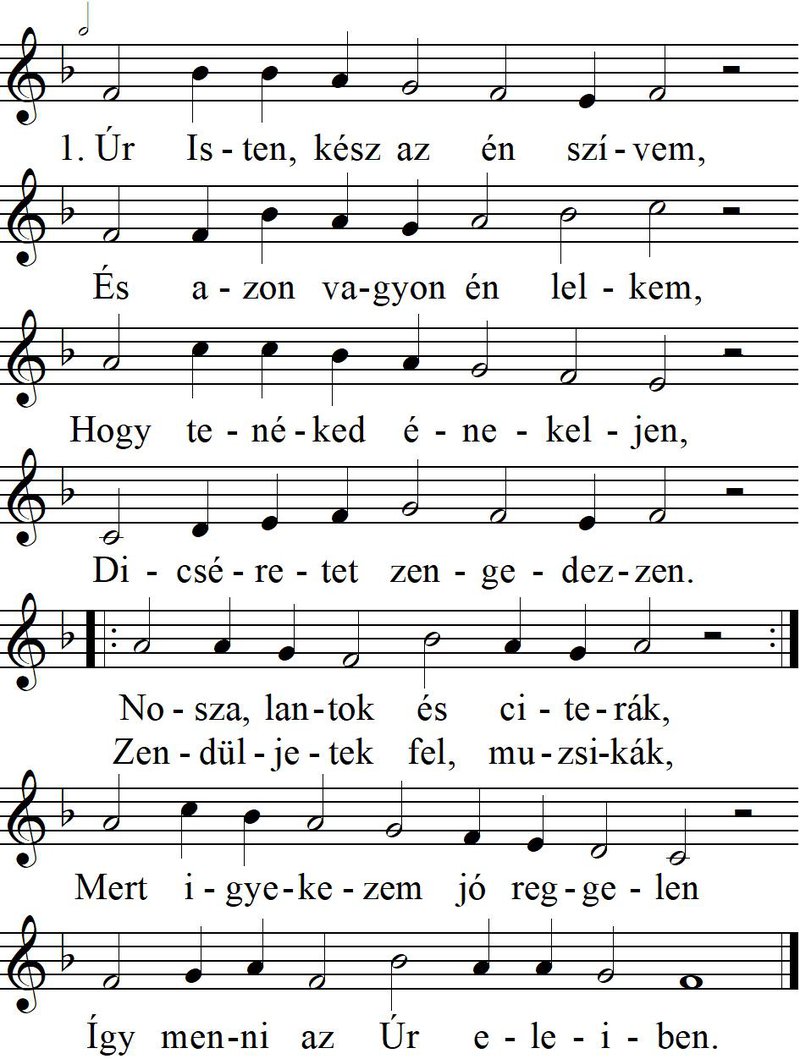 1. Úr Is - ten, kész az én szí - vem,
És a - zon va - gyon én lel - kem,
Hogy te - né - ked é - ne - kel - jen,
Di - csé - re - tet zen - ge - dez - zen.
No - sza, lan - tok és ci - te - rák,
Zen - dül - je - tek fel, mu - zsi - kák,
Mert i - gye - ke - zem jó reg - ge - len
Így men - ni az Úr e - le - i - ben.